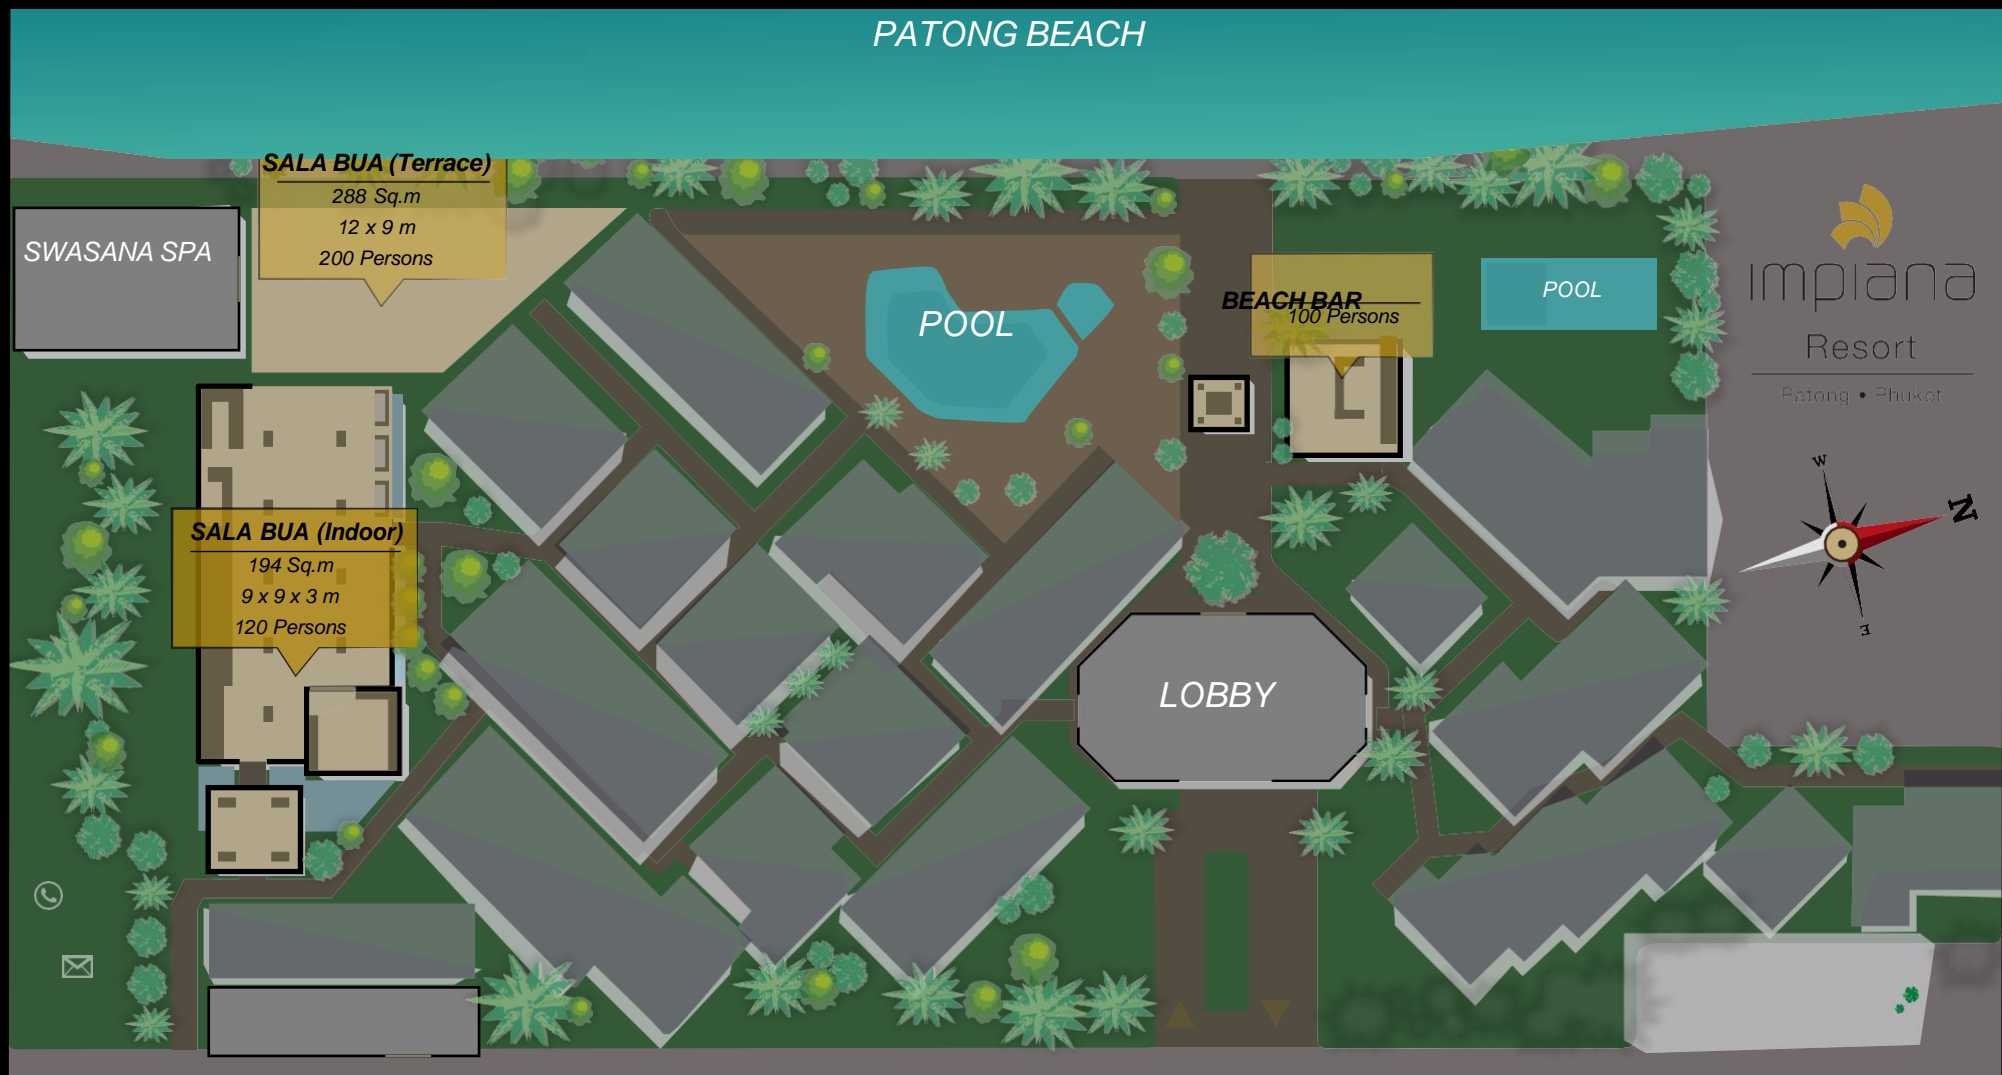 PATONG BEACH
SALA BUA (Terrace)
288 Sq.m
12 x 9 m
200 Persons
SWASANA SPA
POOL
BEACH BAR
100 Persons
POOL
impiana
Resort
Patong • Phuket
SALA BUA (Indoor)
194 Sq.m
9 x 9 x 3 m
120 Persons
LOBBY
W
N
E